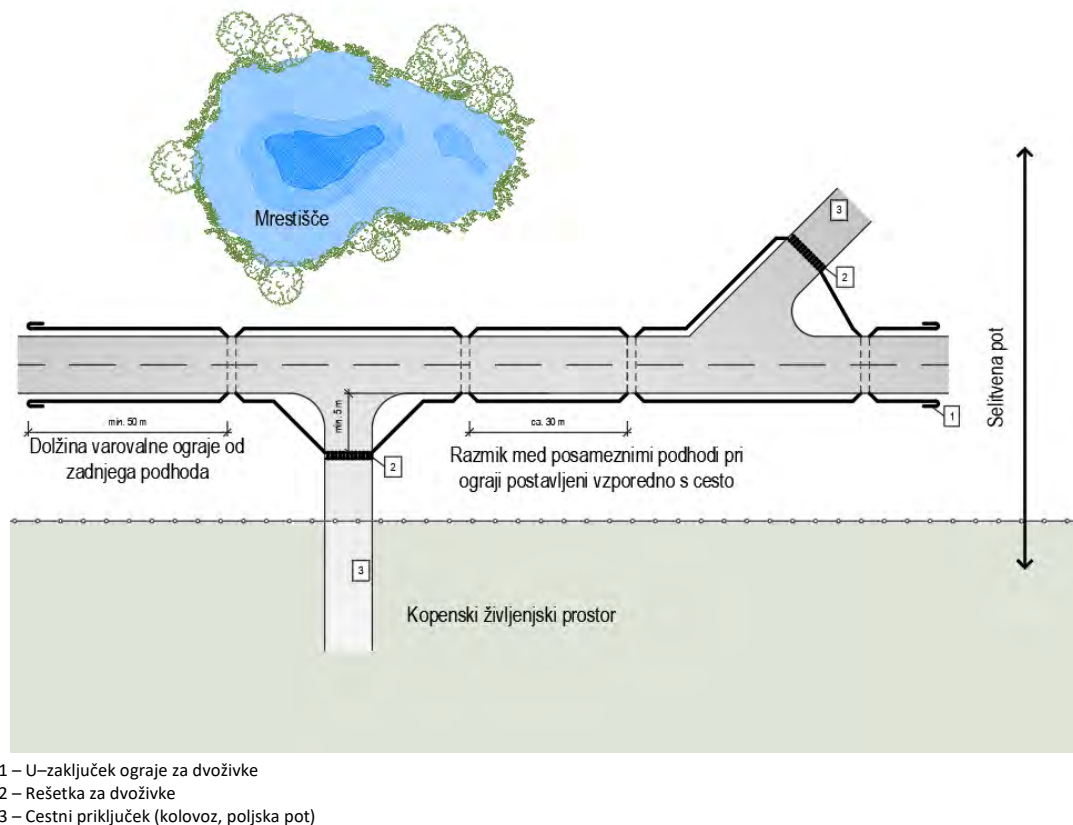 Mrestišče
3
2
Selitvena pot
min. 5 m
1
min. 50 m
ca. 30 m
Dolžina varovalne ograje od
zadnjega podhoda
2
Razmik med posameznimi podhodi pri
ograji postavljeni vzporedno s cesto
3
Kopenski življenjski prostor
1 – U–zaključek ograje za dvoživke
2 – Rešetka za dvoživke
3 – Cestni priključek (kolovoz, poljska pot)